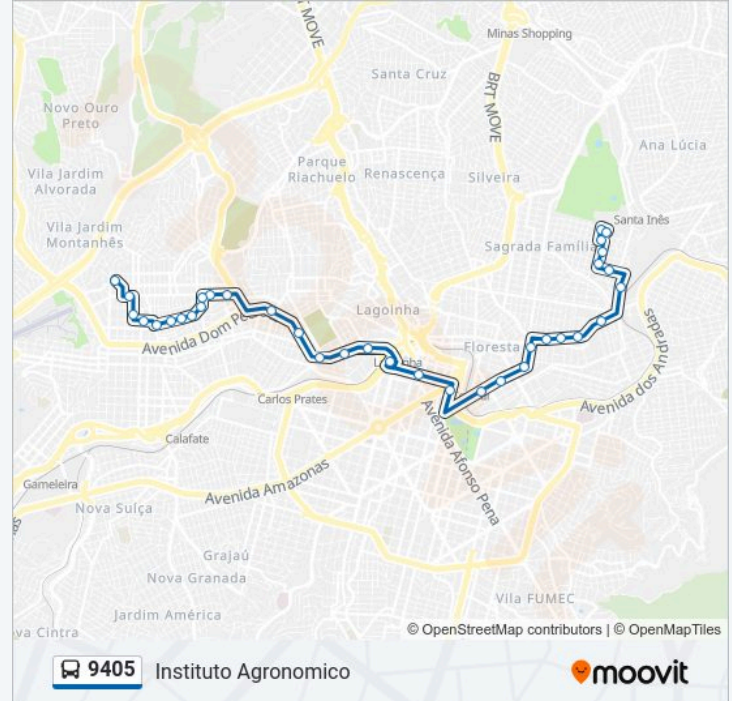 MOVE
Minas Shopping
Santa Cruz
BRT MOVE
Novo Ouro
Preto
Ana Lúcia
Parque
Riachuelo
Renascença
Silveira
Vila Jardim
Alvorada
Santa Inês
Vila Jardim
Montanhês
Sagrada Família
Lagoinha
Avenida Dom Pe
Floresta
Avenida dos Andradas
Carlos Prates
Avenida Afonso Pena
Calafate
Gameleira
Avenida Amazonas
Nova Suíça
Grajaú
Nova Granada
Vila FUMEC
Jardim América
va Cintra
© OpenStreetMap contributors | © OpenMapTiles
9405 Instituto Agronomico
moovit